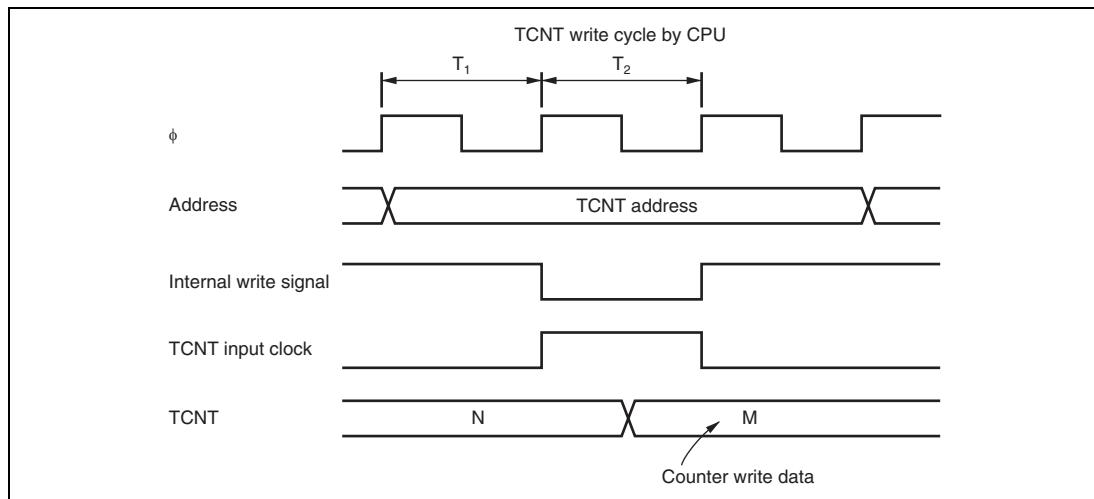 TCNT write cycle by CPU
T1 T2
ϕ
Address TCNT address
Internal write signal
TCNT input clock
TCNT N M
Counter write data